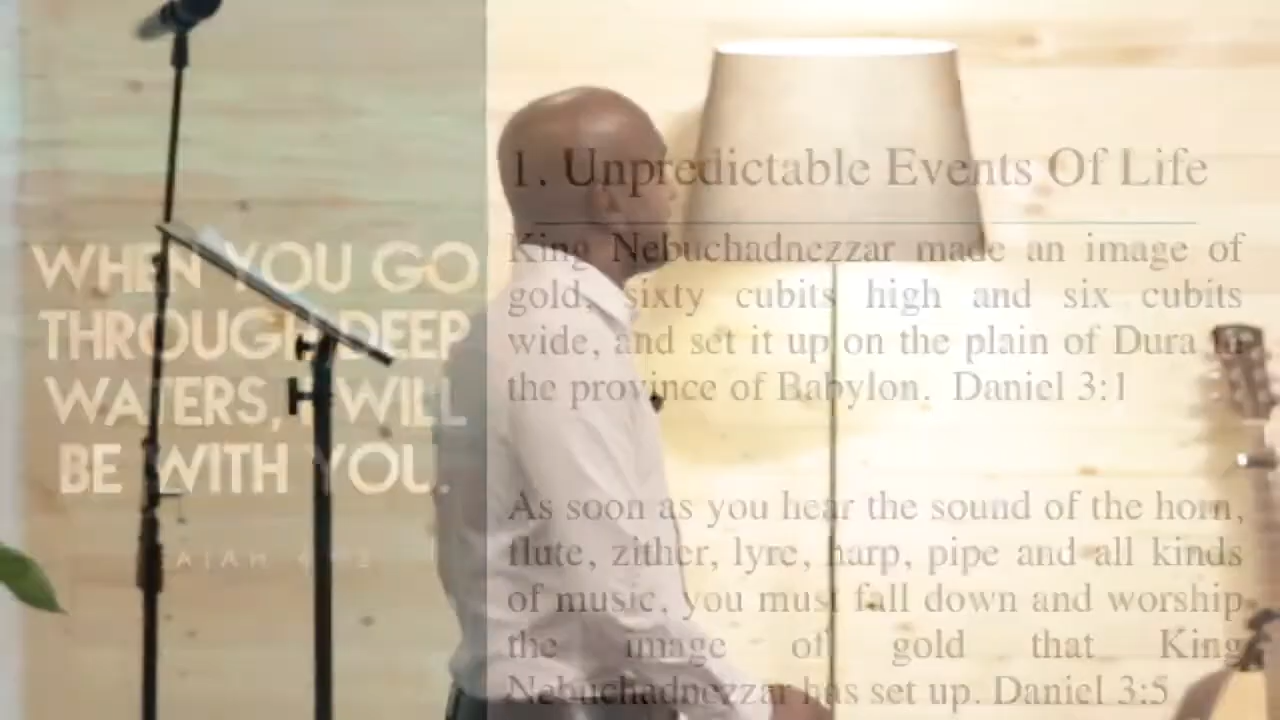 WHEN YOU GO
THROUGH DEEP
WATERS, I WILL
BE WITH YOU.
1. Unpredictable Events Of Life
King Nebuchadnezzar made an image of
gold, sixty cubits high and six cubits
wide, and set it up on the plain of Dura in
the province of Babylon. Daniel 3:1
As soon as you hear the sound of the horn,
flute, zither, lyre, harp, pipe and all kinds
of music, you must fall down and worship
the image of gold that King
Nebuchadnezzar has set up. Daniel 3:5